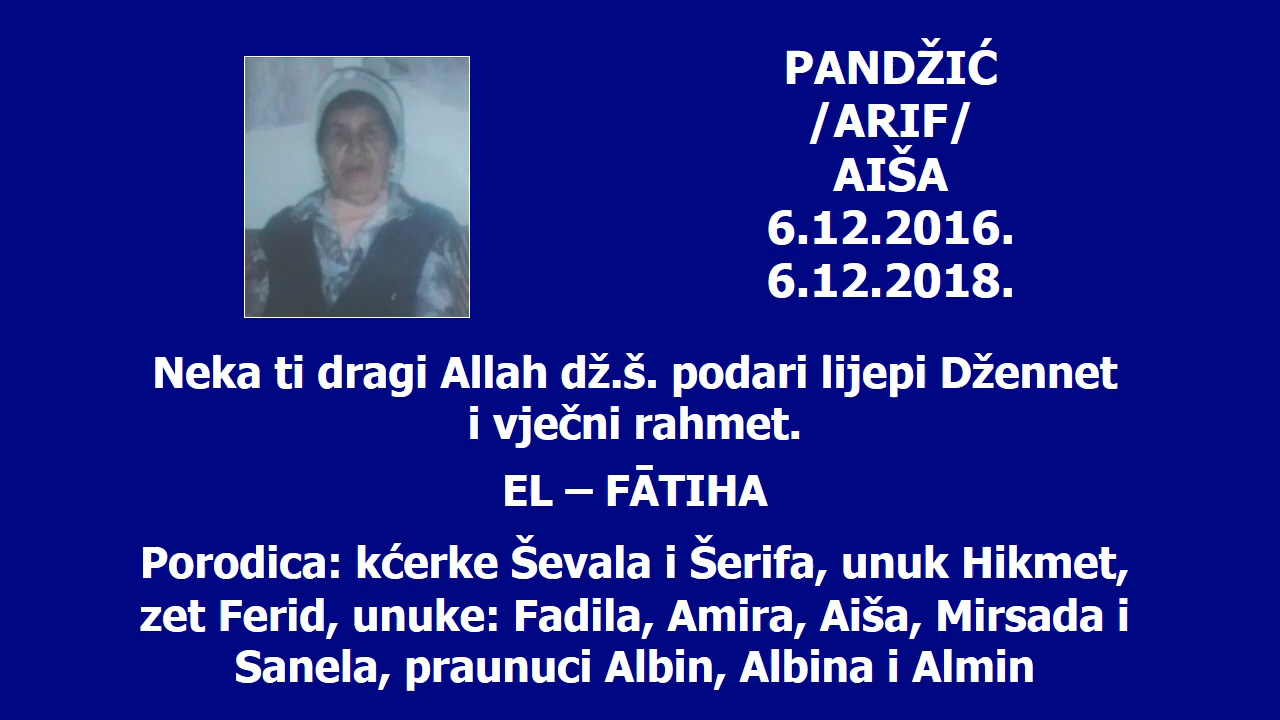 PANDŽIĆ
/ARIF/
AIŠA
6.12.2016.
6.12.2018.
Neka ti dragi Allah dž.š. podari lijepi Džennet
i vječni rahmet.
EL – FĀTIHA
Porodica: kćerke Ševala i Šerifa, unuk Hikmet,
zet Ferid, unuke: Fadila, Amira, Aiša, Mirsada i
Sanela, praunuci Albin, Albina i Almin